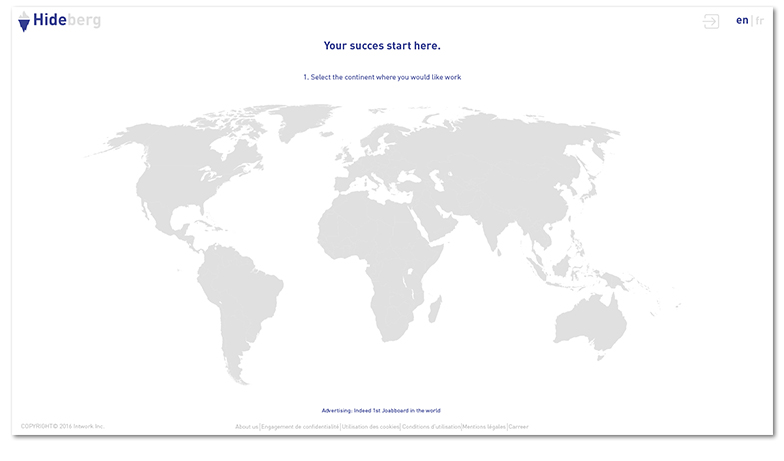 Hideberg
en | fr
Your succes start here.
1. Select the continent where you would like work
Advertising: Indeed 1st Joabboard in the world
COPYRIGHT© 2016 Intwork Inc.
About us | Engagement de confidentialité | Utilisation des cookies | Conditions d'utilisation | Mentions légales | Carreer